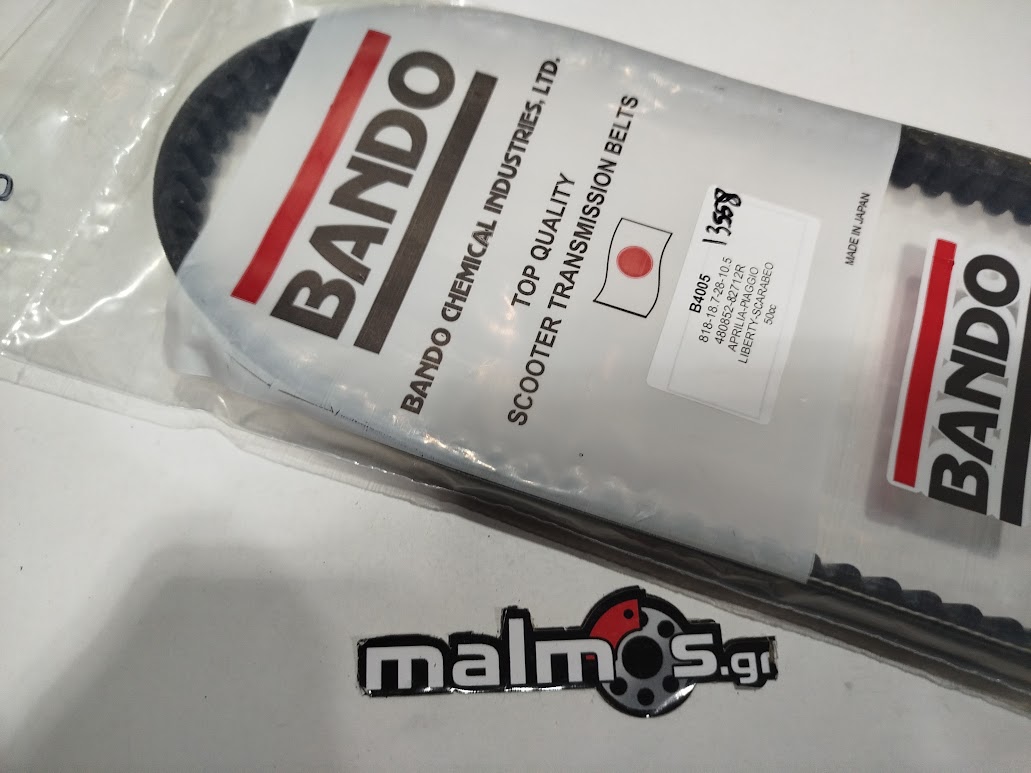 BANDO
BANDO CHEMICAL INDUSTRIES, LTD.
TOP QUALITY
SCOOTER TRANSMISSION BELTS
B4005
818-18.7-28-10.5
480852-82712R
APRILIA-PIAGGIO
LIBERTY-SCARABEO
50cc
13558
MADE IN JAPAN
BANDO
malmos.gr